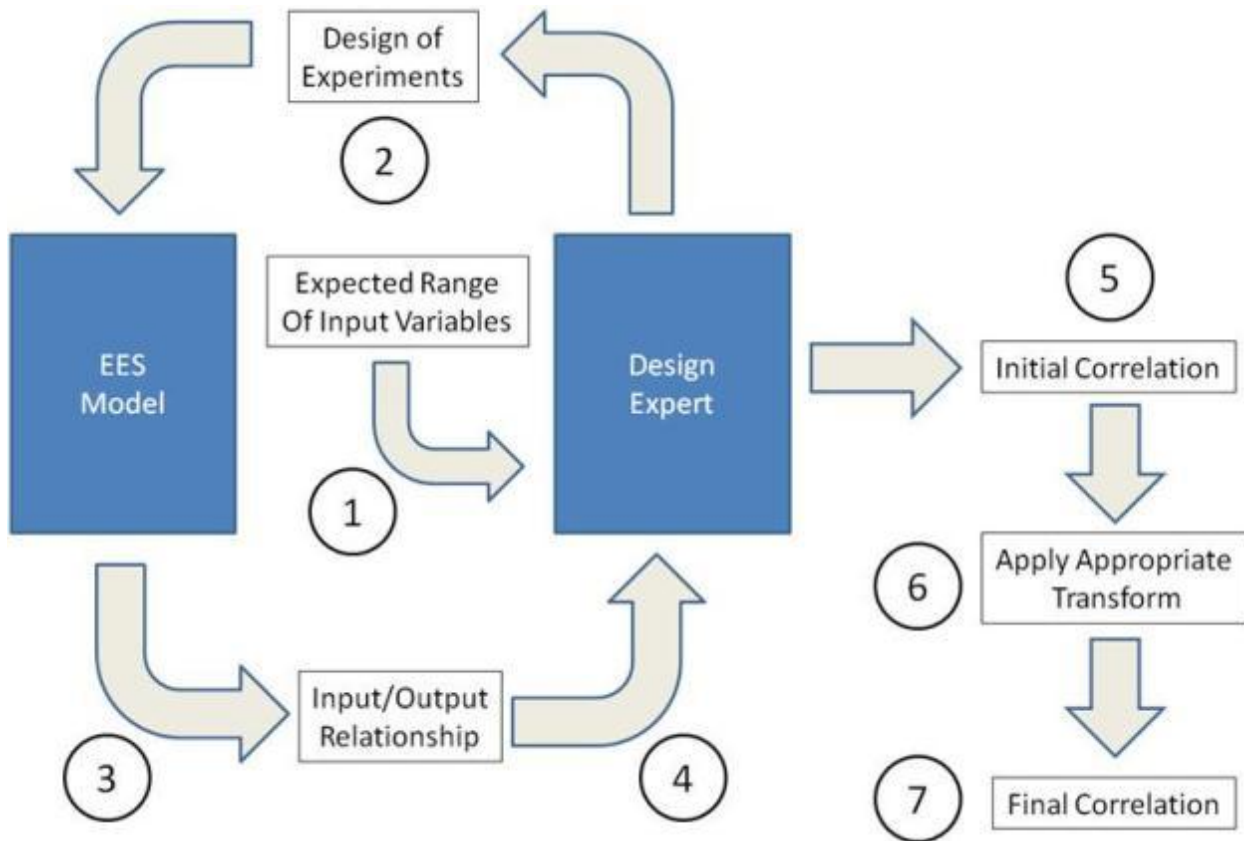 Design of
Experiments
2
Expected Range
Of Input Variables
EES
Model
Design
Expert
1
5
Initial Correlation
6
Apply Appropriate
Transform
Input/Output
Relationship
3
4
7
Final Correlation